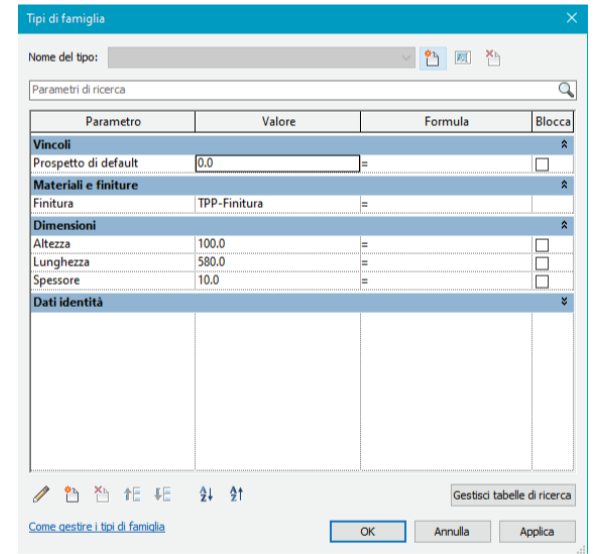 Tipi di famiglia
Nome del tipo:
Parametri di ricerca
Parametro Valore Formula Blocca
Vincoli
Prospetto di default 0.0 =
Materiali e finiture
Finitura TPP-Finitura =
Dimensioni
Altezza 100.0 =
Lunghezza 580.0 =
Spessore 10.0 =
Dati identità
Gestisci tabelle di ricerca
Come gestire i tipi di famiglia
OK Annulla Applica